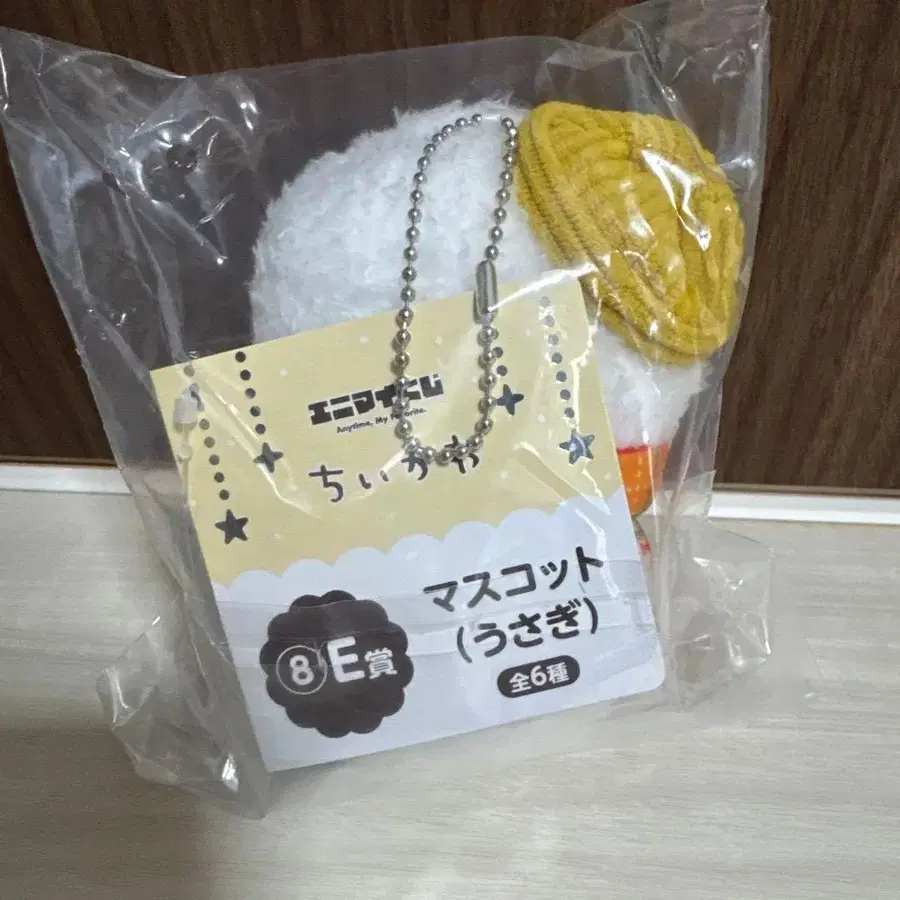 エニマイくじ
Anytime, My Favorite.
ちいかわ
マスコット
(うさぎ)
⑧E賞
全6種